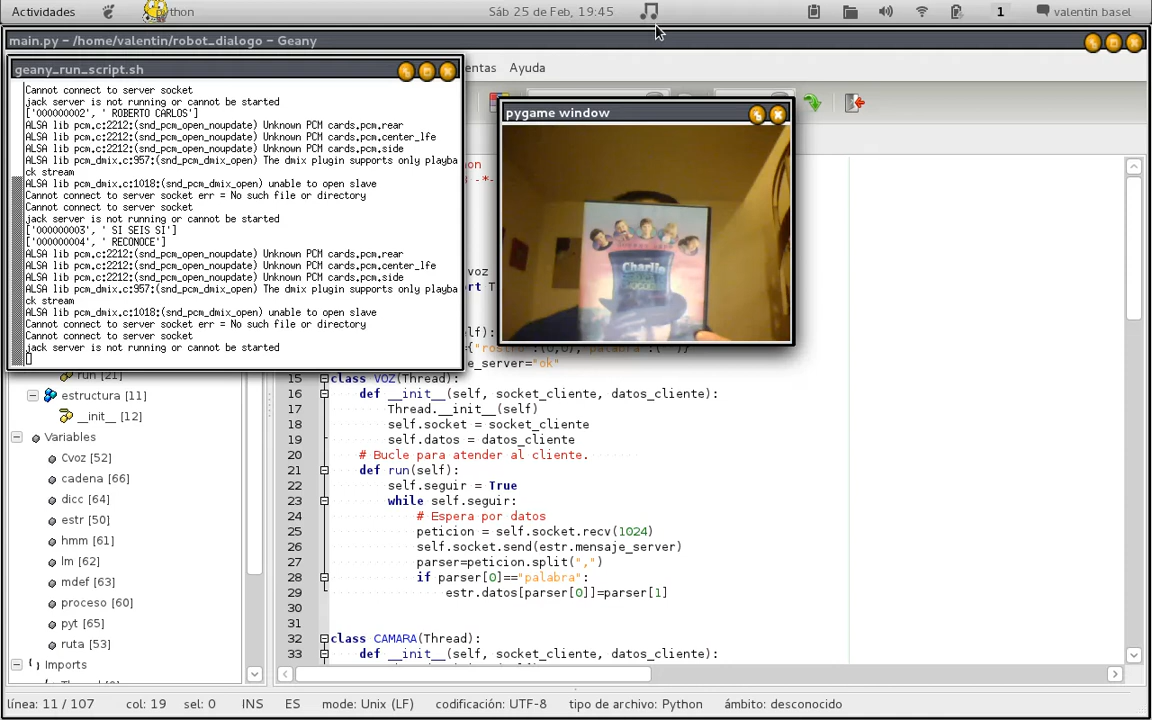 Actividades
python
Sáb 25 de Feb, 19:45
1
valentin basel
main.py - /home/valentin/robot_dialogo - Geany
geany_run_script.sh
entas
Ayuda
Cannot connect to server socket
jack server is not running or cannot be started
['000000002', ' ROBERTO CARLOS']
ALSA lib pcm.c:2212:(snd_pcm_open_noupdate) Unknown PCM cards.pcm.rear
ALSA lib pcm.c:2212:(snd_pcm_open_noupdate) Unknown PCM cards.pcm.center_lfe
ALSA lib pcm.c:2212:(snd_pcm_open_noupdate) Unknown PCM cards.pcm.side
ALSA lib pcm_dmix.c:957:(snd_pcm_dmix_open) The dmix plugin supports only playba
ck stream
ALSA lib pcm_dmix.c:1018:(snd_pcm_dmix_open) unable to open slave
Cannot connect to server socket err = No such file or directory
Cannot connect to server socket
jack server is not running or cannot be started
['000000003', ' SI SEIS SI']
['000000004', ' RECONOCE']
ALSA lib pcm.c:2212:(snd_pcm_open_noupdate) Unknown PCM cards.pcm.rear
ALSA lib pcm.c:2212:(snd_pcm_open_noupdate) Unknown PCM cards.pcm.center_lfe
ALSA lib pcm.c:2212:(snd_pcm_open_noupdate) Unknown PCM cards.pcm.side
ALSA lib pcm_dmix.c:957:(snd_pcm_dmix_open) The dmix plugin supports only playba
ck stream
ALSA lib pcm_dmix.c:1018:(snd_pcm_dmix_open) unable to open slave
Cannot connect to server socket err = No such file or directory
Cannot connect to server socket
jack server is not running or cannot be started
pygame window
Charlie
on
-*-
voz
ort T
lf):
e_server="ok"
run [21]
estructura [11]
__init__ [12]
Variables
Cvoz [52]
cadena [66]
dicc [64]
estr [50]
hmm [61]
lm [62]
mdef [63]
proceso [60]
pyt [65]
ruta [53]
Imports
15 class VOZ(Thread):
16 def __init__(self, socket_cliente, datos_cliente):
17 Thread.__init__(self)
18 self.socket = socket_cliente
19 self.datos = datos_cliente
20 # Bucle para atender al cliente.
21 def run(self):
22 self.seguir = True
23 while self.seguir:
24 # Espera por datos
25 peticion = self.socket.recv(1024)
26 self.socket.send(estr.mensaje_server)
27 parser=peticion.split(",")
28 if parser[0]=="palabra":
29 estr.datos[parser[0]]=parser[1]
30
31
32 class CAMARA(Thread):
33 def __init__(self, socket_cliente, datos_cliente):
línea: 11 / 107
col: 19
sel: 0
INS
ES
mode: Unix (LF)
codificación: UTF-8
tipo de archivo: Python
ámbito: desconocido